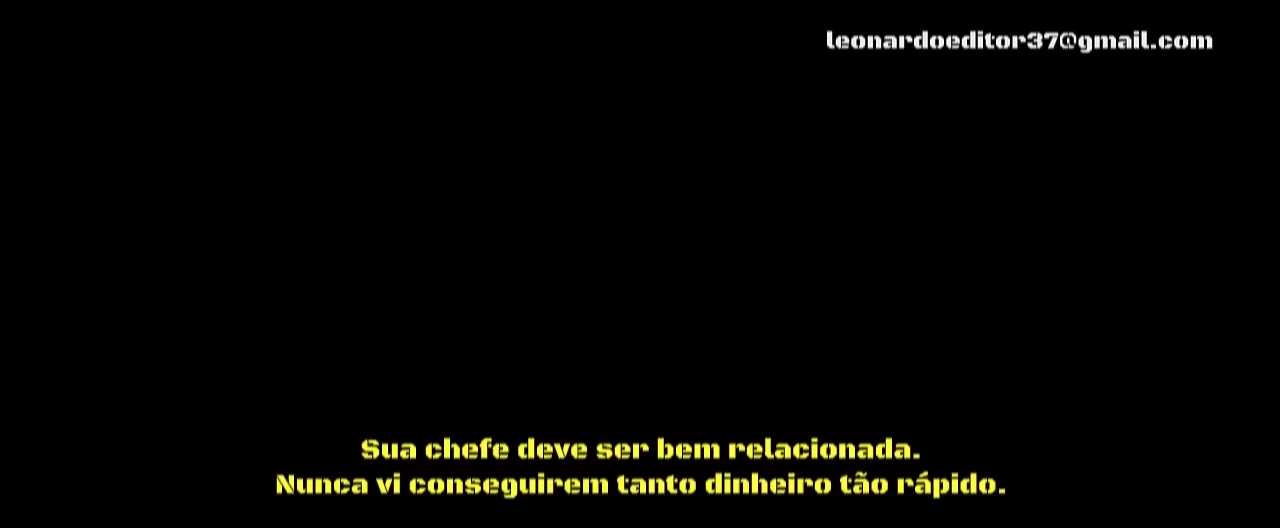 leonardoeditor37@gmail.com
Sua chefe deve ser bem relacionada.
Nunca vi conseguirem tanto dinheiro tão rápido.